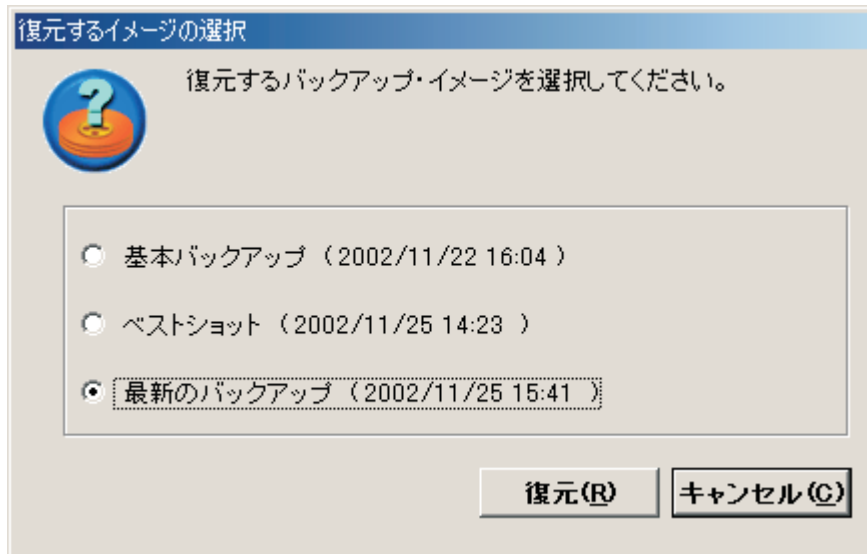 復元するイメージの選択
復元するバックアップ・イメージを選択してください。
基本バックアップ （2002/11/22 16:04 ）
ベストショット （2002/11/25 14:23 ）
最新のバックアップ （2002/11/25 15:41 ）
復元(R) キャンセル(C)